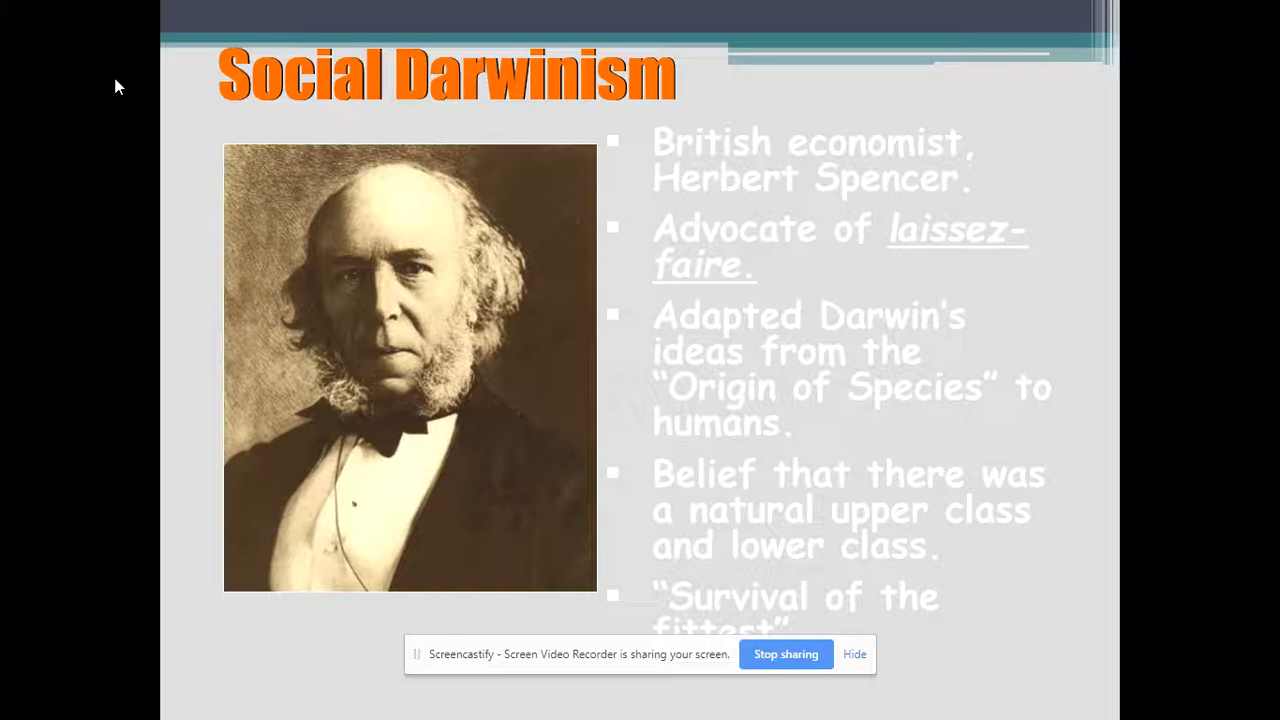 Social Darwinism
British economist,
Herbert Spencer.
Advocate of laissez-
faire.
Adapted Darwin's
ideas from the
“Origin of Species” to
humans.
Belief that there was
a natural upper class
and lower class.
“Survival of the
fittest”
Screencastify - Screen Video Recorder is sharing your screen. Stop sharing Hide